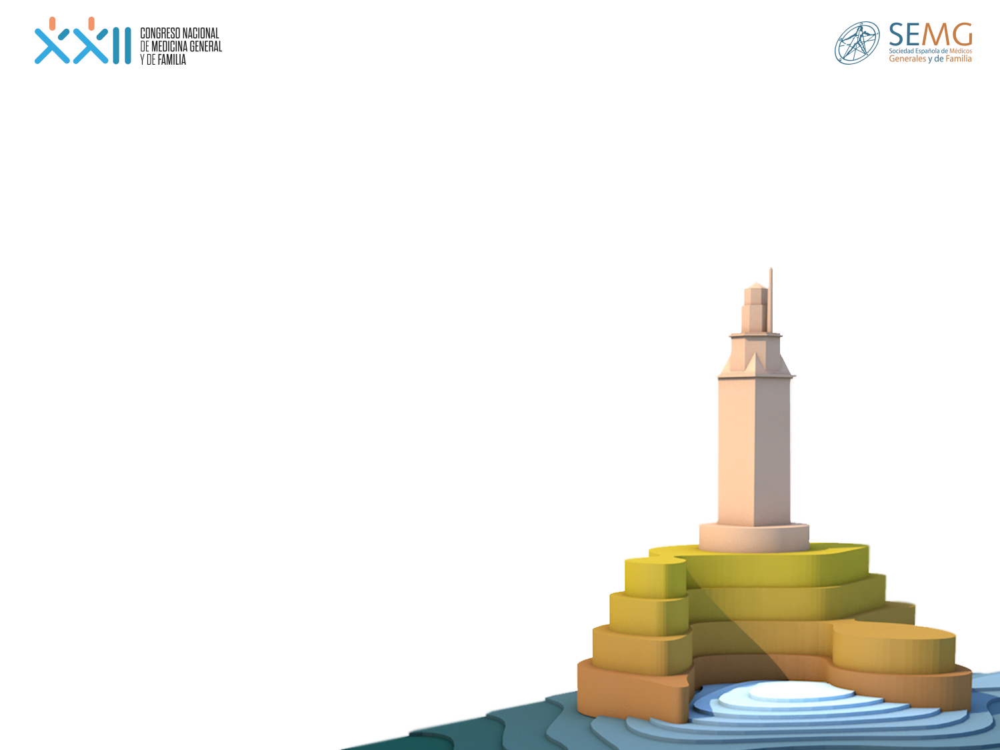 XXII
CONGRESO NACIONAL
DE MEDICINA GENERAL
Y DE FAMILIA
SEMG
Sociedad Española de Médicos
Generales y de Familia